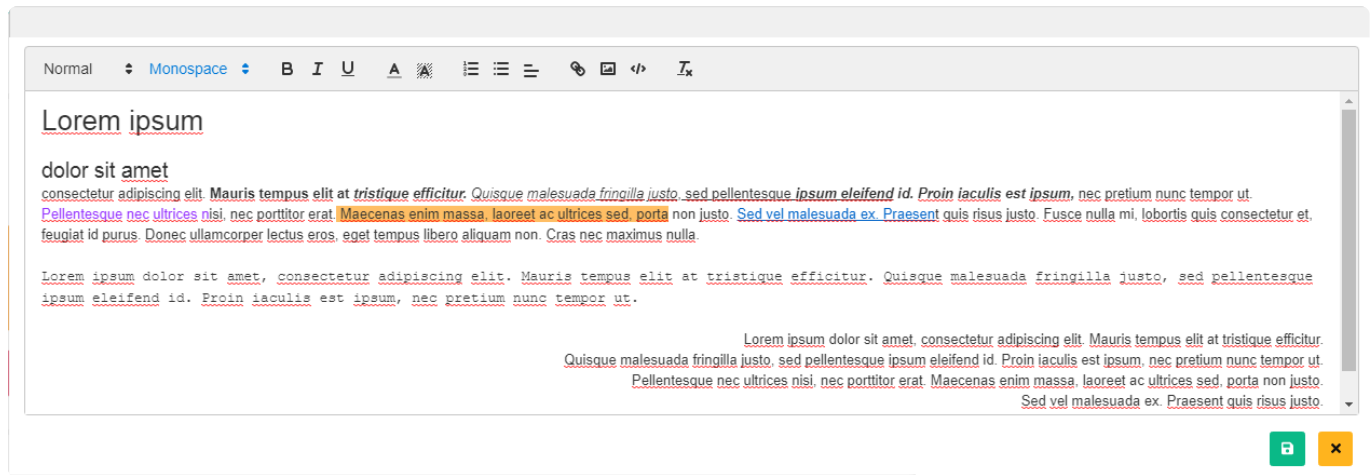 Normal Monospace B I U A A </> Tx
Lorem ipsum
dolor sit amet
consectetur adipiscing elit. Mauris tempus elit at tristique efficitur. Quisque malesuada fringilla justo, sed pellentesque ipsum eleifend id. Proin iaculis est ipsum, nec pretium nunc tempor ut.
Pellentesque nec ultrices nisi, nec porttitor erat. Maecenas enim massa, laoreet ac ultrices sed, porta non justo. Sed vel malesuada ex. Praesent quis risus justo. Fusce nulla mi, lobortis quis consectetur et,
feugiat id purus. Donec ullamcorper lectus eros, eget tempus libero aliquam non. Cras nec maximus nulla.
Lorem ipsum dolor sit amet, consectetur adipiscing elit. Mauris tempus elit at tristique efficitur. Quisque malesuada fringilla justo, sed pellentesque
ipsum eleifend id. Proin iaculis est ipsum, nec pretium nunc tempor ut.
Lorem ipsum dolor sit amet, consectetur adipiscing elit. Mauris tempus elit at tristique efficitur.
Quisque malesuada fringilla justo, sed pellentesque ipsum eleifend id. Proin iaculis est ipsum, nec pretium nunc tempor ut.
Pellentesque nec ultrices nisi, nec porttitor erat. Maecenas enim massa, laoreet ac ultrices sed, porta non justo.
Sed vel malesuada ex. Praesent quis risus justo.